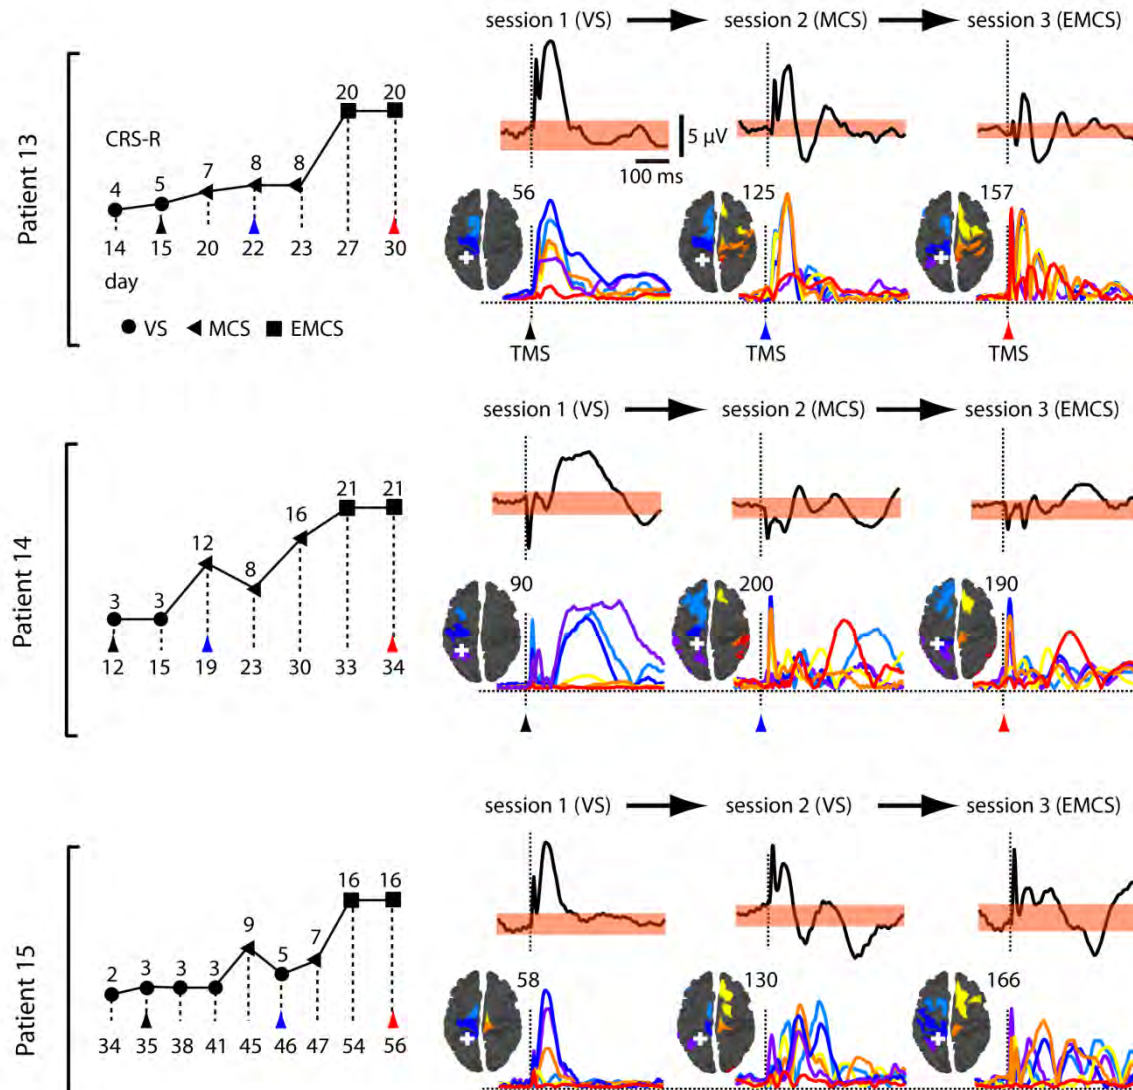 Patient 13
CRS-R
4 5 7 8 8 20 20
14 15 20 22 23 27 30
day
VS MCS EMCS
session 1 (VS) session 2 (MCS) session 3 (EMCS)
5 µV
100 ms
56 125 157
TMS TMS TMS
Patient 14
3 3 12 8 16 21 21
12 15 19 23 30 33 34
session 1 (VS) session 2 (MCS) session 3 (EMCS)
90 200 190
Patient 15
2 3 3 3 9 5 7 16 16
34 35 38 41 45 46 47 54 56
session 1 (VS) session 2 (VS) session 3 (EMCS)
58 130 166